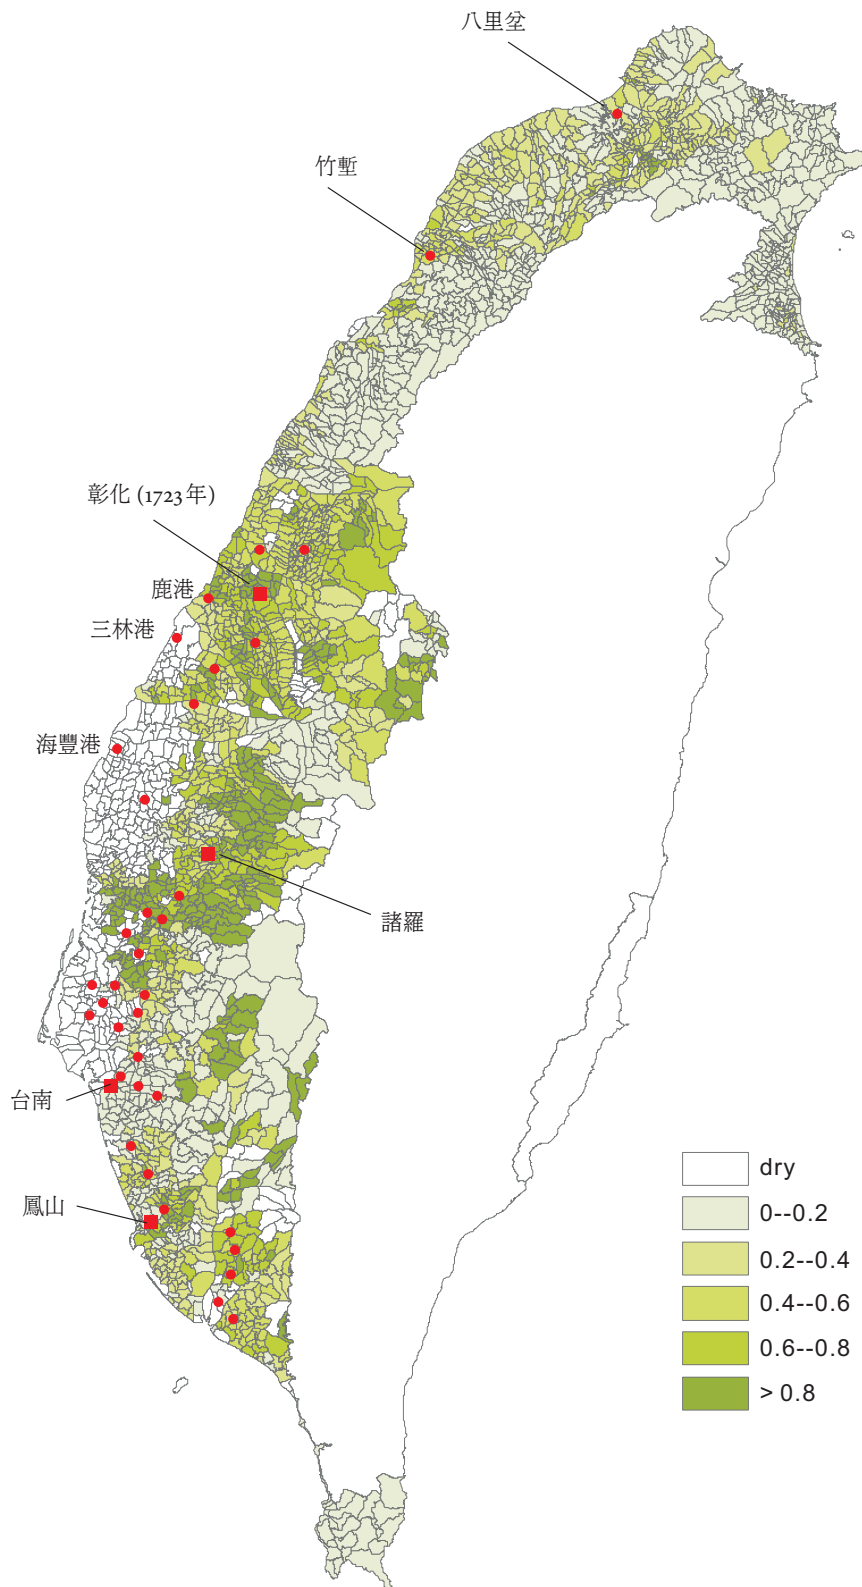 八里坌
竹塹
彰化 (1723年)
鹿港
三林港
海豐港
諸羅
台南
鳳山
dry
0--0.2
0.2--0.4
0.4--0.6
0.6--0.8
> 0.8